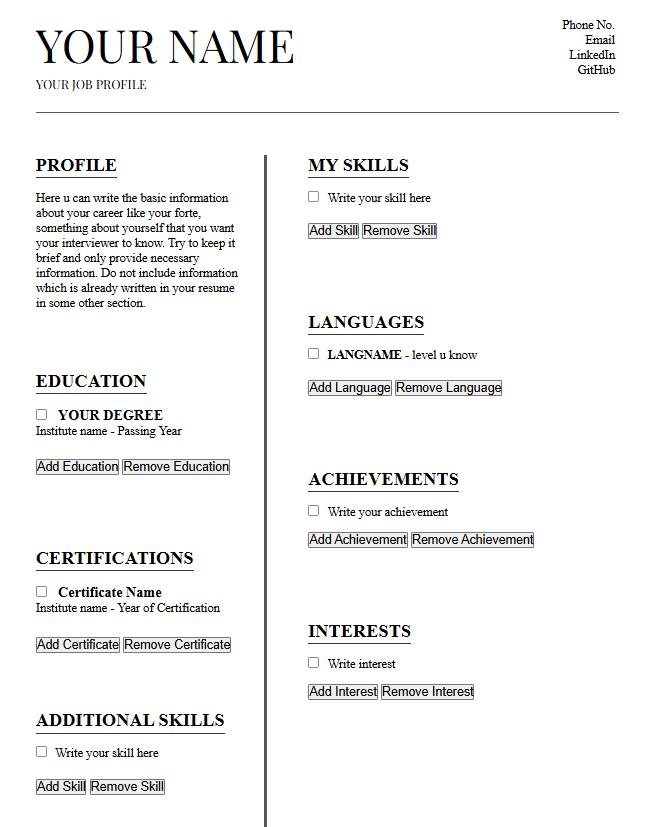 YOUR NAME
YOUR JOB PROFILE
Phone No.
Email
LinkedIn
GitHub
PROFILE
Here u can write the basic information
about your career like your forte,
something about yourself that you want
your interviewer to know. Try to keep it
brief and only provide necessary
information. Do not include information
which is already written in your resume
in some other section.
EDUCATION
YOUR DEGREE
Institute name - Passing Year
Add Education Remove Education
CERTIFICATIONS
Certificate Name
Institute name - Year of Certification
Add Certificate Remove Certificate
ADDITIONAL SKILLS
Write your skill here
Add Skill Remove Skill
MY SKILLS
Write your skill here
Add Skill Remove Skill
LANGUAGES
LANGNAME - level u know
Add Language Remove Language
ACHIEVEMENTS
Write your achievement
Add Achievement Remove Achievement
INTERESTS
Write interest
Add Interest Remove Interest